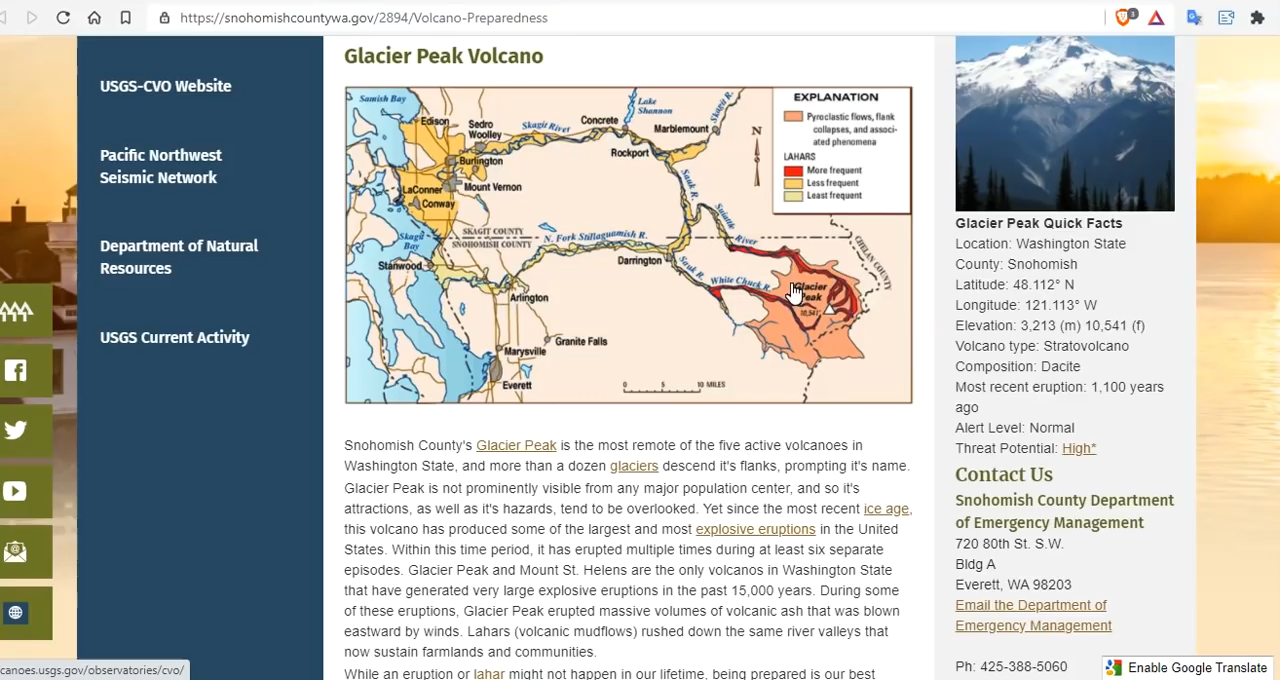 https://snohomishcountywa.gov/2894/Volcano-Preparedness
3
USGS-CVO Website
Pacific Northwest
Seismic Network
Department of Natural
Resources
USGS Current Activity
Glacier Peak Volcano
Samish Bay
Edison
Sedro
Woolley
Skagit River
Concrete
Lake
Shannon
Marblemount
Skagit R.
Burlington
Rockport
LaConner
Mount Vernon
Conway
Sauk R.
Suiattle
River
SKAGIT COUNTY
SNOHOMISH COUNTY
Skagit
Bay
N. Fork Stillaguamish R.
CHELAN COUNTY
Stanwood
Darrington
Sauk R.
White Chuck R.
Glacier
Peak
10,541'
Arlington
Granite Falls
Marysville
Everett
0 5 10 MILES
N
EXPLANATION
Pyroclastic flows, flank
collapses, and associ-
ated phenomena
LAHARS
More frequent
Less frequent
Least frequent
Snohomish County's Glacier Peak is the most remote of the five active volcanoes in
Washington State, and more than a dozen glaciers descend it's flanks, prompting it's name.
Glacier Peak is not prominently visible from any major population center, and so it's
attractions, as well as it's hazards, tend to be overlooked. Yet since the most recent ice age,
this volcano has produced some of the largest and most explosive eruptions in the United
States. Within this time period, it has erupted multiple times during at least six separate
episodes. Glacier Peak and Mount St. Helens are the only volcanos in Washington State
that have generated very large explosive eruptions in the past 15,000 years. During some
of these eruptions, Glacier Peak erupted massive volumes of volcanic ash that was blown
eastward by winds. Lahars (volcanic mudflows) rushed down the same river valleys that
now sustain farmlands and communities.
While an eruption or lahar might not happen in our lifetime, being prepared is our best
Glacier Peak Quick Facts
Location: Washington State
County: Snohomish
Latitude: 48.112° N
Longitude: 121.113° W
Elevation: 3,213 (m) 10,541 (f)
Volcano type: Stratovolcano
Composition: Dacite
Most recent eruption: 1,100 years
ago
Alert Level: Normal
Threat Potential: High*
Contact Us
Snohomish County Department
of Emergency Management
720 80th St. S.W.
Bldg A
Everett, WA 98203
Email the Department of
Emergency Management
Ph: 425-388-5060
Enable Google Translate
canoes.usgs.gov/observatories/cvo/